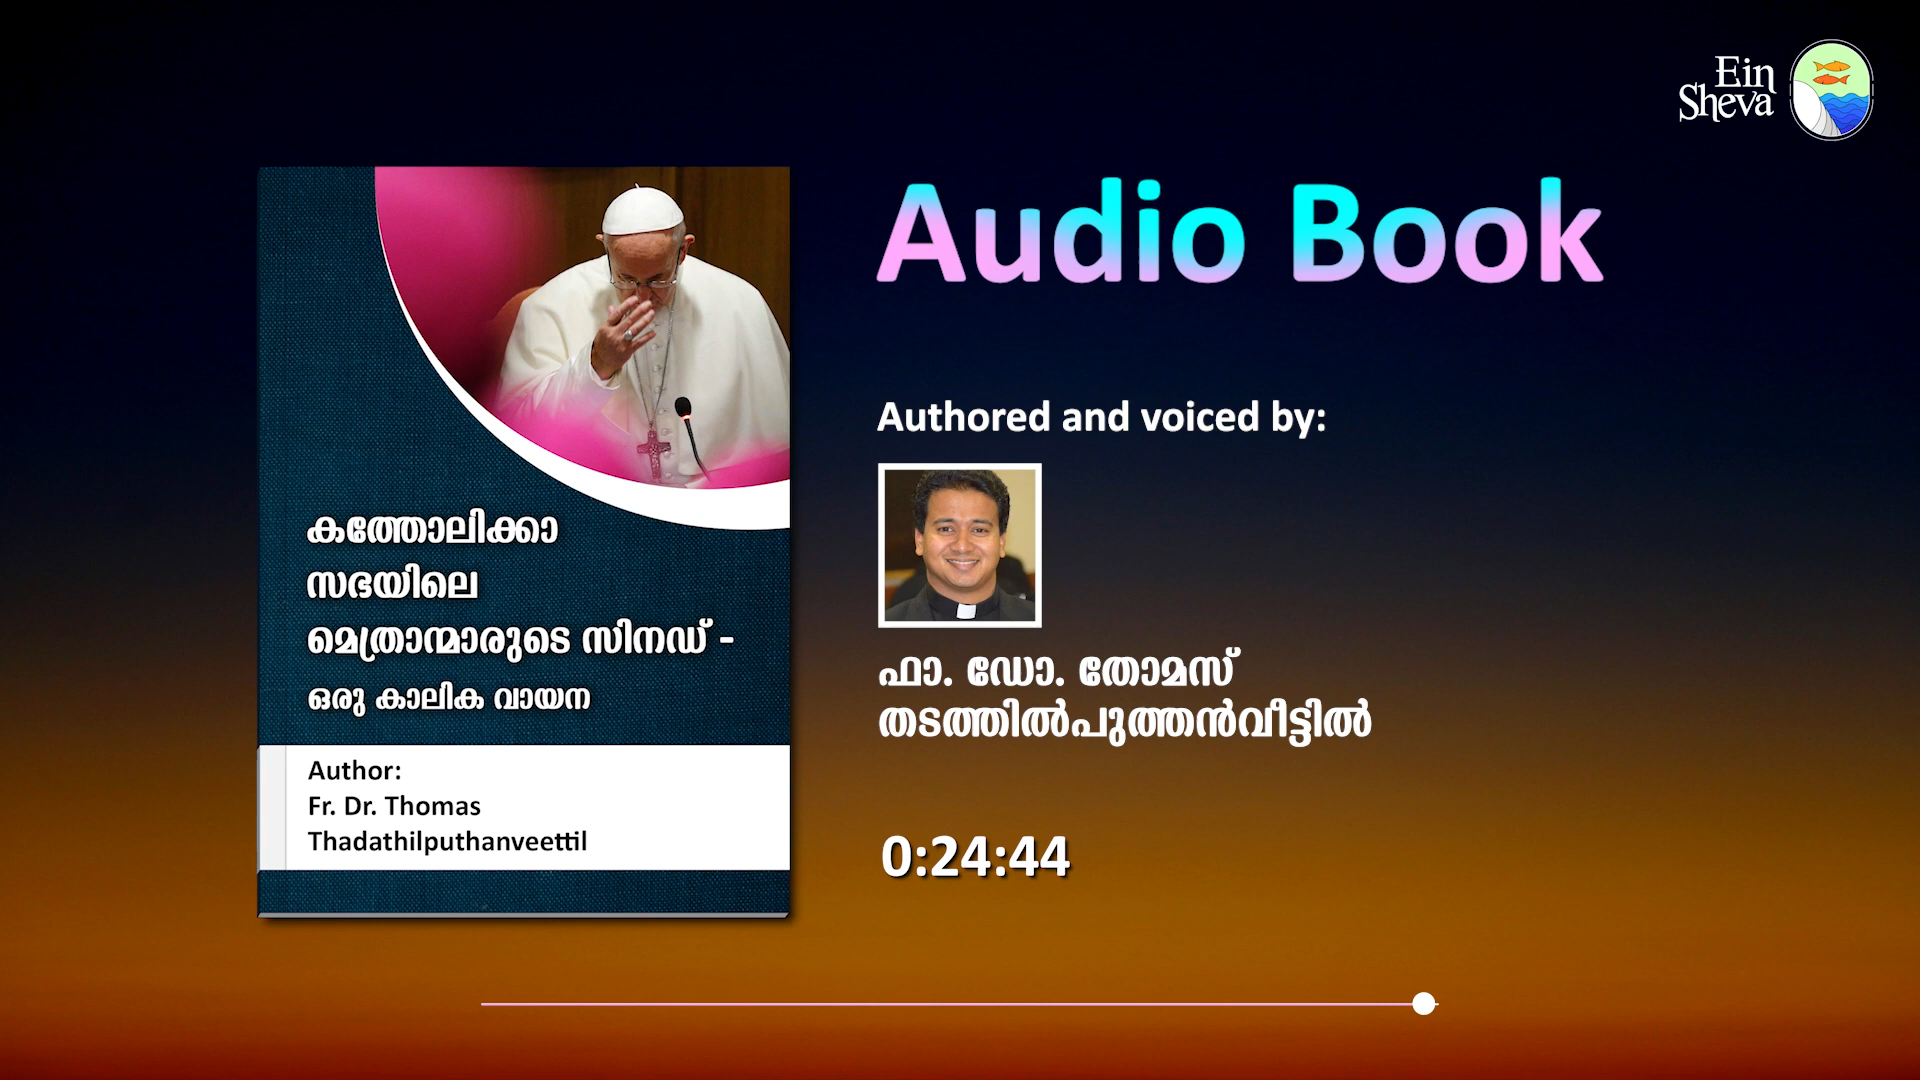 Ein
Sheva
Audio Book
കത്തോലിക്കാ
സഭയിലെ
മെത്രാന്മാരുടെ സിനഡ് -
ഒരു കാലിക വായന
Author:
Fr. Dr. Thomas
Thadathilputhanveettil
Authored and voiced by:
ഫാ. ഡോ. തോമസ്
തടത്തിൽപുത്തൻവീട്ടിൽ
0:24:44